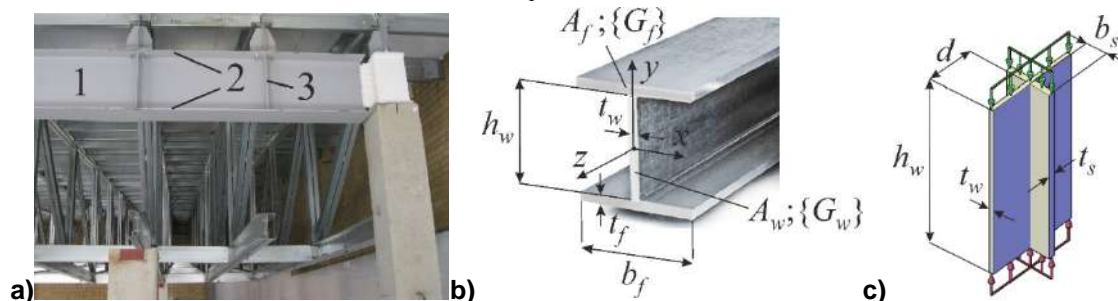 1 2 3
a)
A_f;{G_f}
y
t_w
h_w
x
z
A_w;{G_w}
t_f
b_f
b)
b_s
d
h_w
t_s
t_w
c)